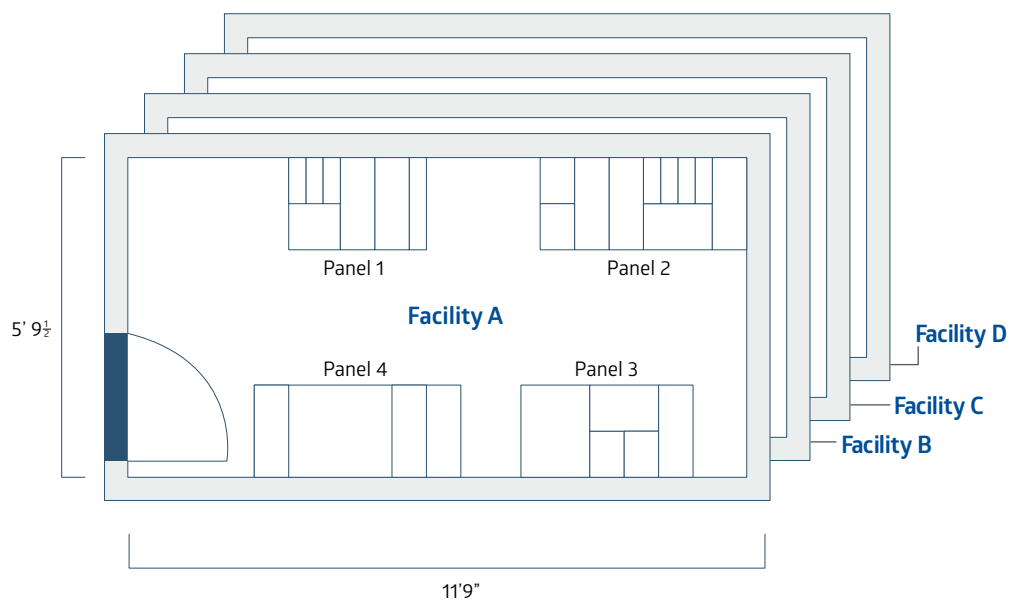 Panel 1
Panel 2
Facility A
5’ 9½
Facility D
Panel 4
Panel 3
Facility C
Facility B
11’9”